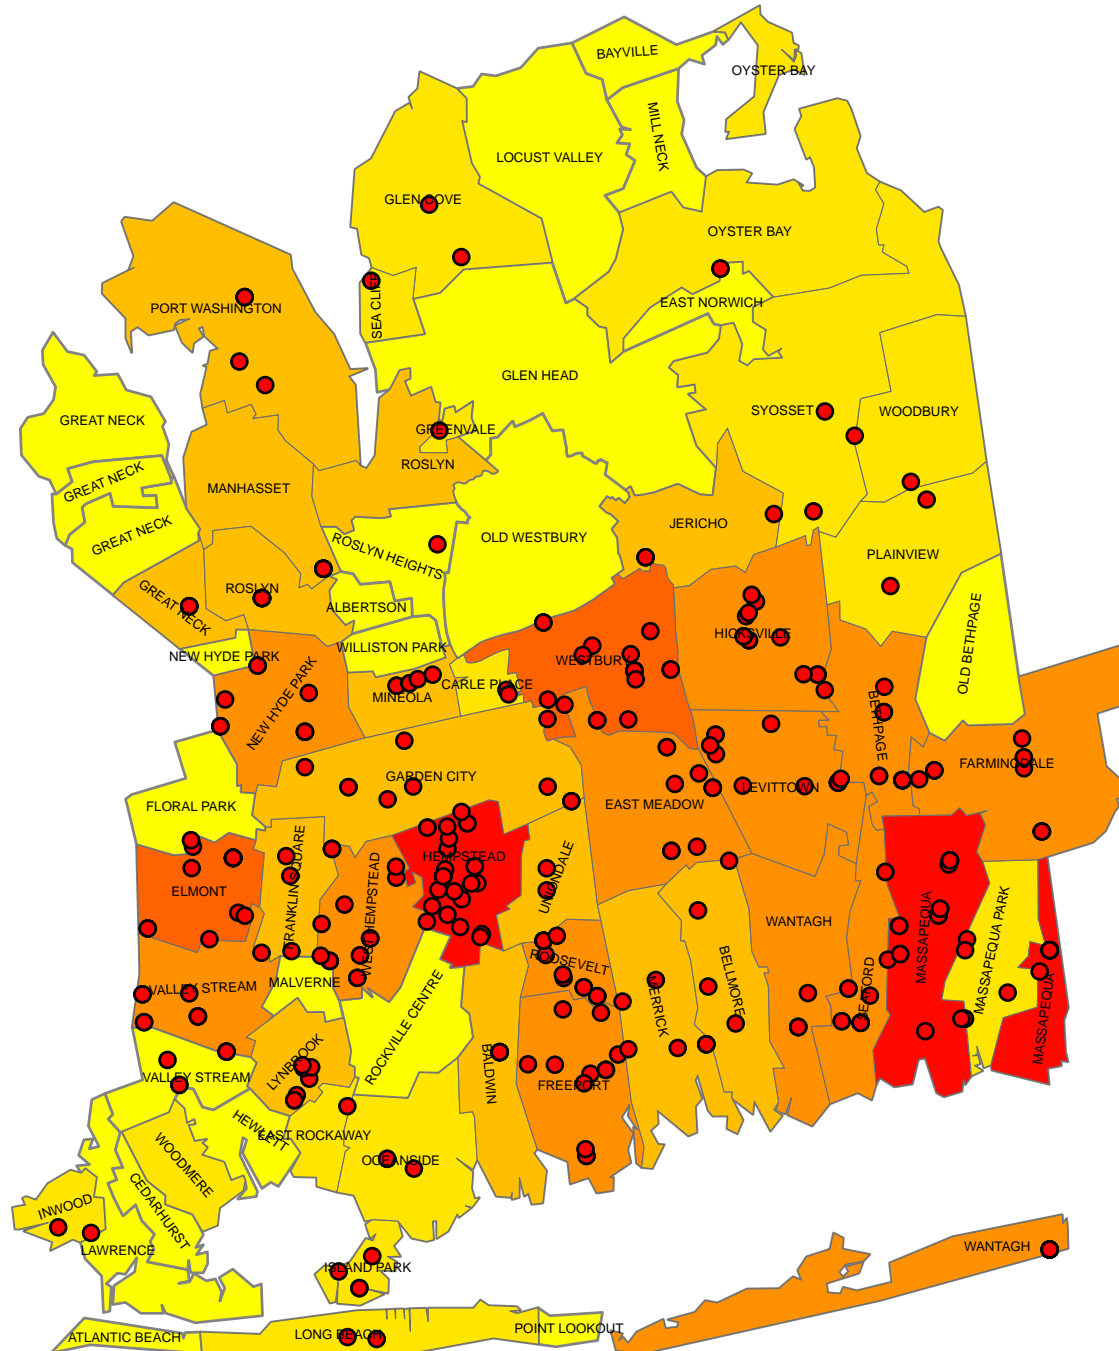 BAYVILLE
OYSTER BAY
MILL NECK
LOCUST VALLEY
GLEN COVE
OYSTER BAY
SEA CLIFF
EAST NORWICH
PORT WASHINGTON
GLEN HEAD
GREAT NECK
SYOSSET
WOODBURY
GREENVALE
ROSLYN
GREAT NECK
MANHASSET
JERICHO
GREAT NECK
OLD WESTBURY
ROSLYN HEIGHTS
PLAINVIEW
ROSLYN
GREAT NECK
ALBERTSON
HICKSVILLE
OLD BETHPAGE
WILLISTON PARK
NEW HYDE PARK
WESTBURY
CARLE PLACE
MINEOLA
NEW HYDE PARK
BETHPAGE
FARMINGDALE
GARDEN CITY
LEVITTOWN
FLORAL PARK
EAST MEADOW
HEMPSTEAD
FRANKLIN SQUARE
UNIONDALE
ELMONT
WEST HEMPSTEAD
WANTAGH
MASSAPEQUA
MASSAPEQUA PARK
ROOSEVELT
MALVERNE
VALLEY STREAM
BELLMORE
SEAFORD
MERRICK
MASSAPEQUA
ROCKVILLE CENTRE
LYNBROOK
BALDWIN
VALLEY STREAM
FREEPORT
HEWLETT
EAST ROCKAWAY
WOODMERE
OCEANSIDE
CEDARHURST
INWOOD
LAWRENCE
WANTAGH
ISLAND PARK
POINT LOOKOUT
LONG BEACH
ATLANTIC BEACH